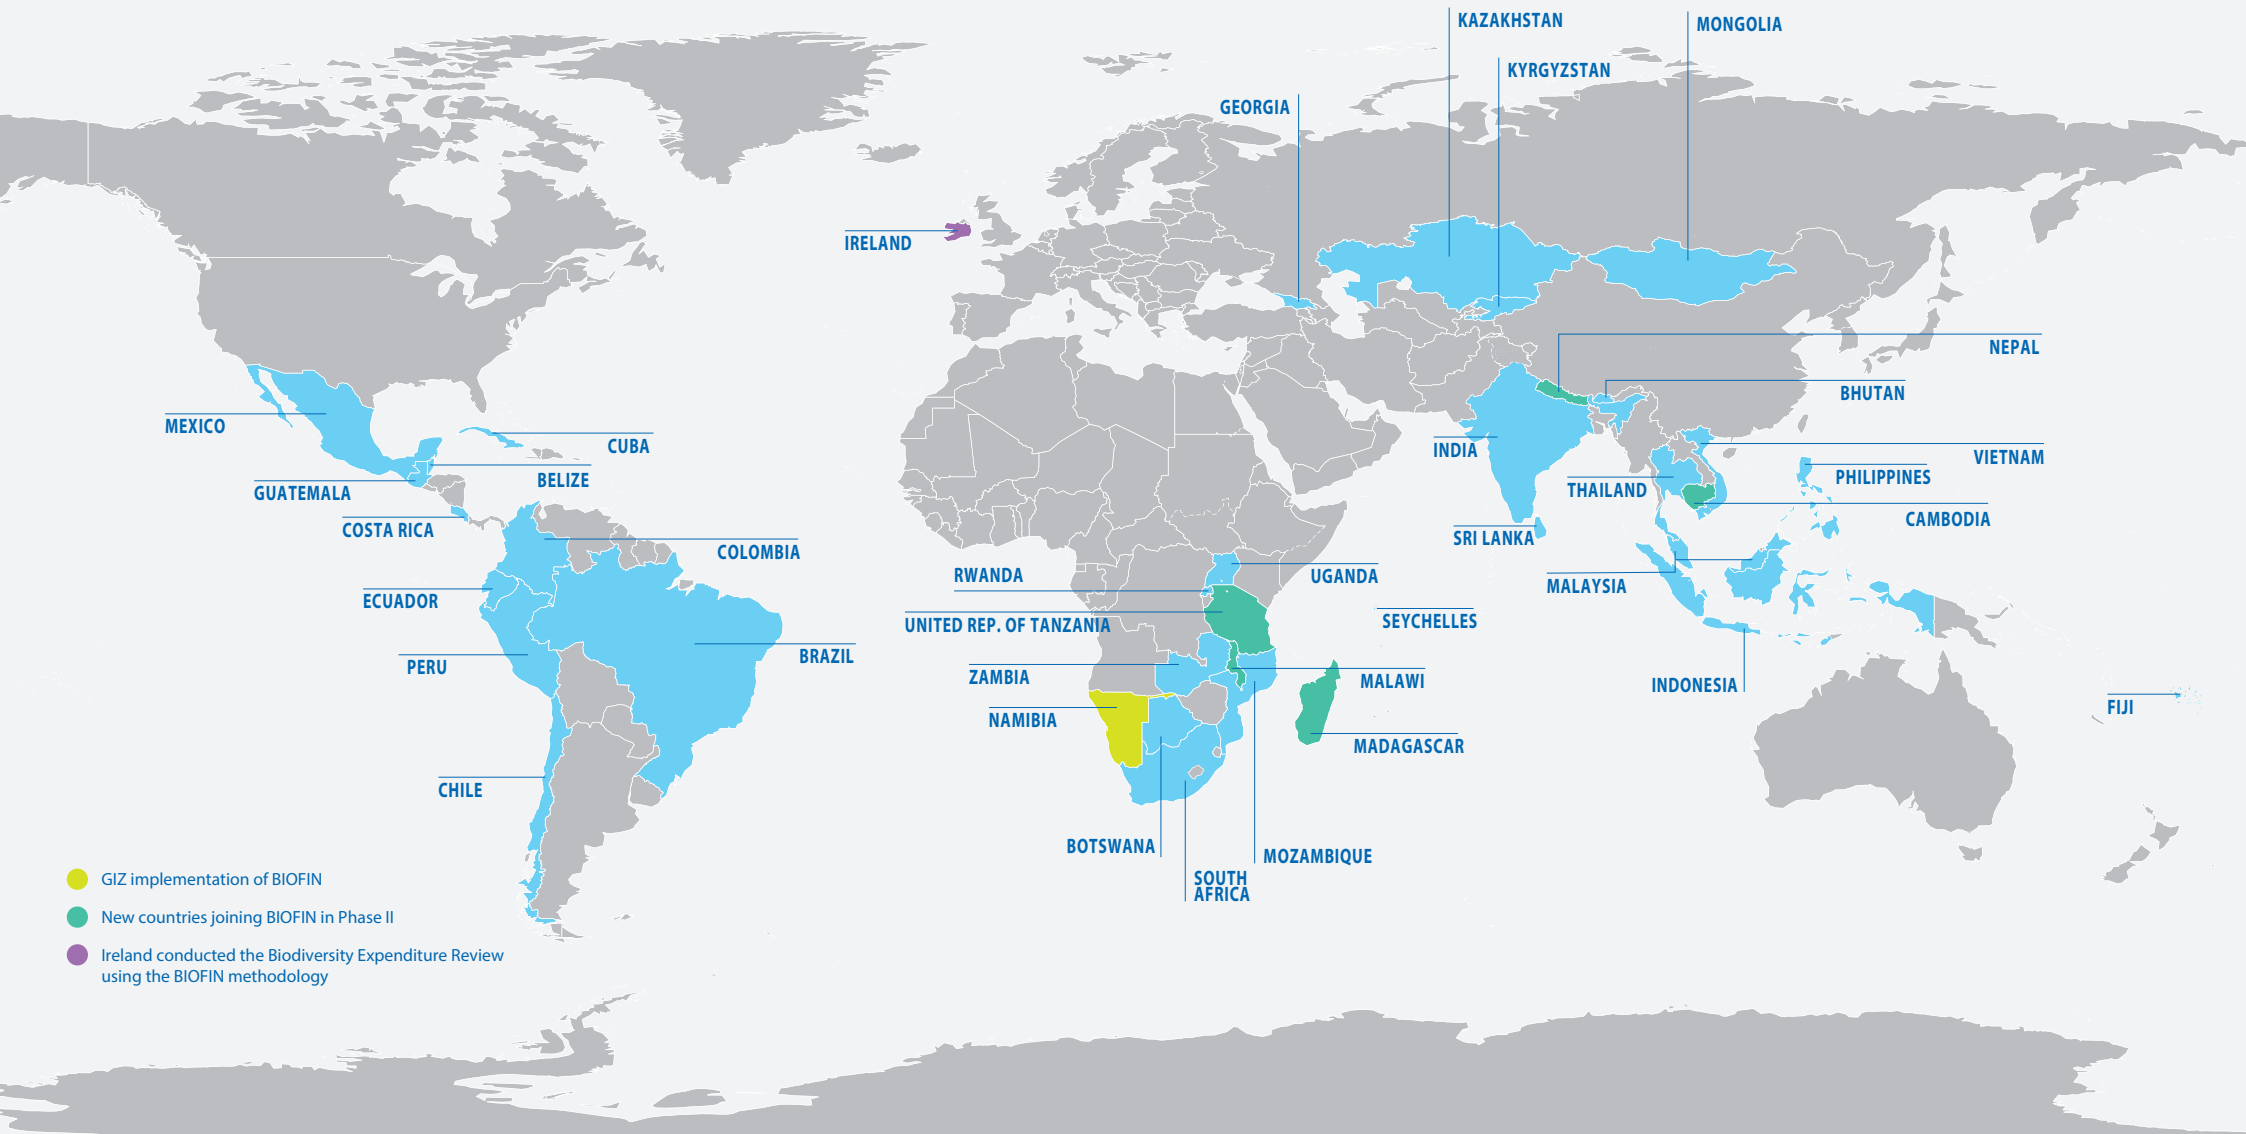 KAZAKHSTAN
MONGOLIA
KYRGYZSTAN
GEORGIA
IRELAND
NEPAL
BHUTAN
MEXICO
CUBA
INDIA
VIETNAM
BELIZE
PHILIPPINES
GUATEMALA
THAILAND
CAMBODIA
COSTA RICA
SRI LANKA
COLOMBIA
RWANDA
UGANDA
MALAYSIA
ECUADOR
SEYCHELLES
UNITED REP. OF TANZANIA
BRAZIL
PERU
ZAMBIA
MALAWI
INDONESIA
FIJI
NAMIBIA
MADAGASCAR
CHILE
BOTSWANA
MOZAMBIQUE
SOUTH
AFRICA
GIZ implementation of BIOFIN
New countries joining BIOFIN in Phase II
Ireland conducted the Biodiversity Expenditure Review
using the BIOFIN methodology